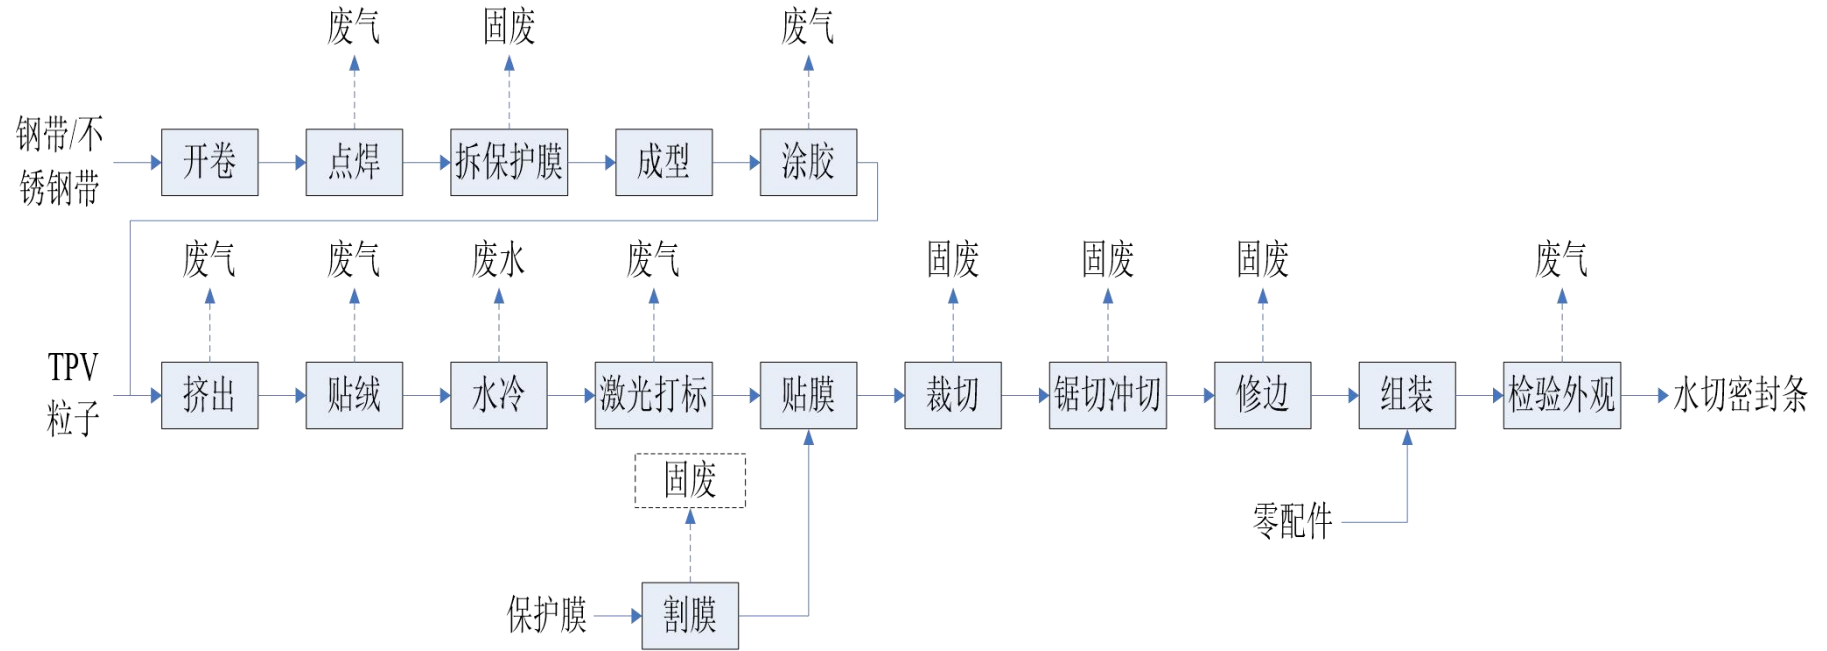 废气
固废
废气
钢带/不
锈钢带
开卷
点焊
拆保护膜
成型
涂胶
废气
废气
废水
废气
固废
固废
固废
废气
TPV
粒子
挤出
贴绒
水冷
激光打标
贴膜
裁切
锯切冲切
修边
组装
检验外观
水切密封条
固废
零配件
保护膜
割膜